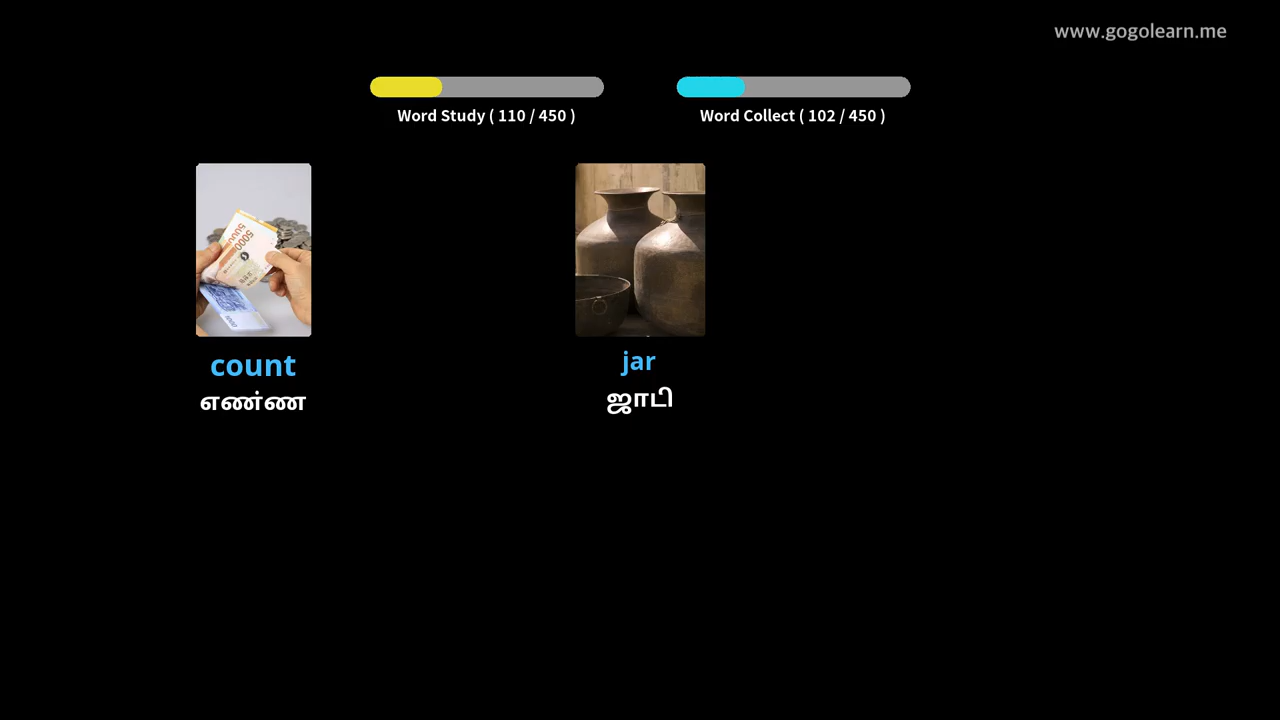 www.gogolearn.me
Word Study ( 110 / 450 )
Word Collect ( 102 / 450 )
count
எண்ண
jar
ஜாடி